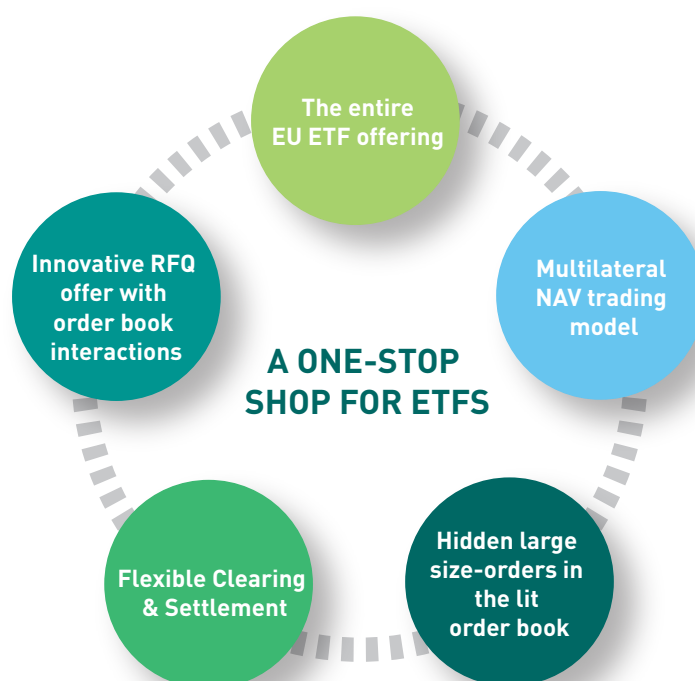 The entire
EU ETF offering
Innovative RFQ
offer with
order book
interactions
Multilateral
NAV trading
model
A ONE-STOP
SHOP FOR ETFS
Flexible Clearing
& Settlement
Hidden large
size-orders in
the lit
order book